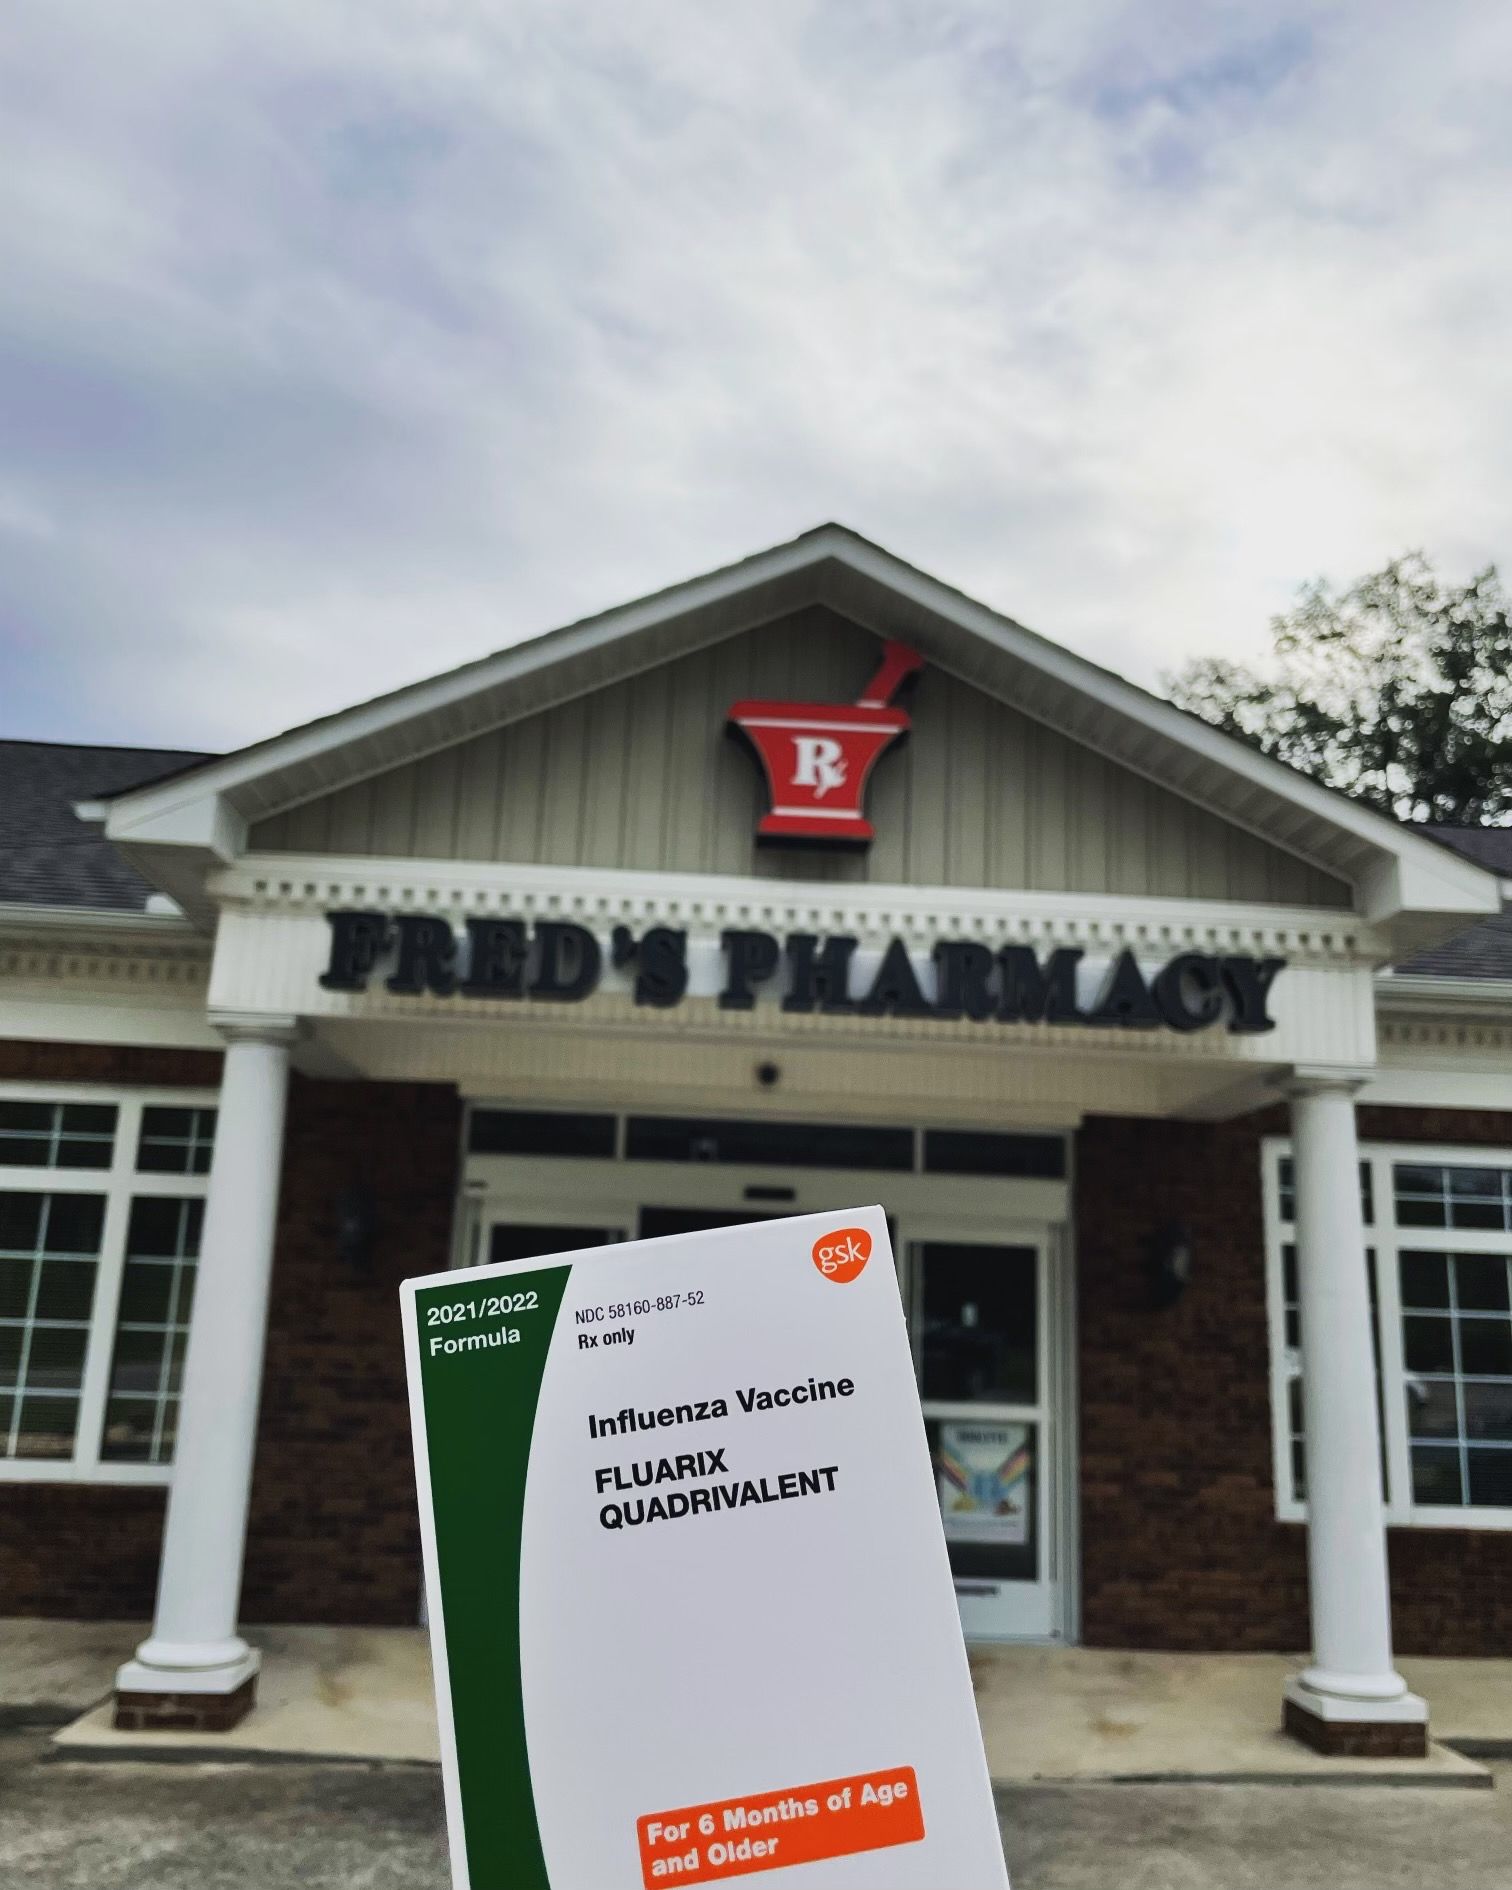 Rx
FRED'S PHARMACY
gsk
2021/2022
Formula
NDC 58160-887-52
Rx only
Influenza Vaccine
FLUARIX
QUADRIVALENT
For 6 Months of Age
and Older